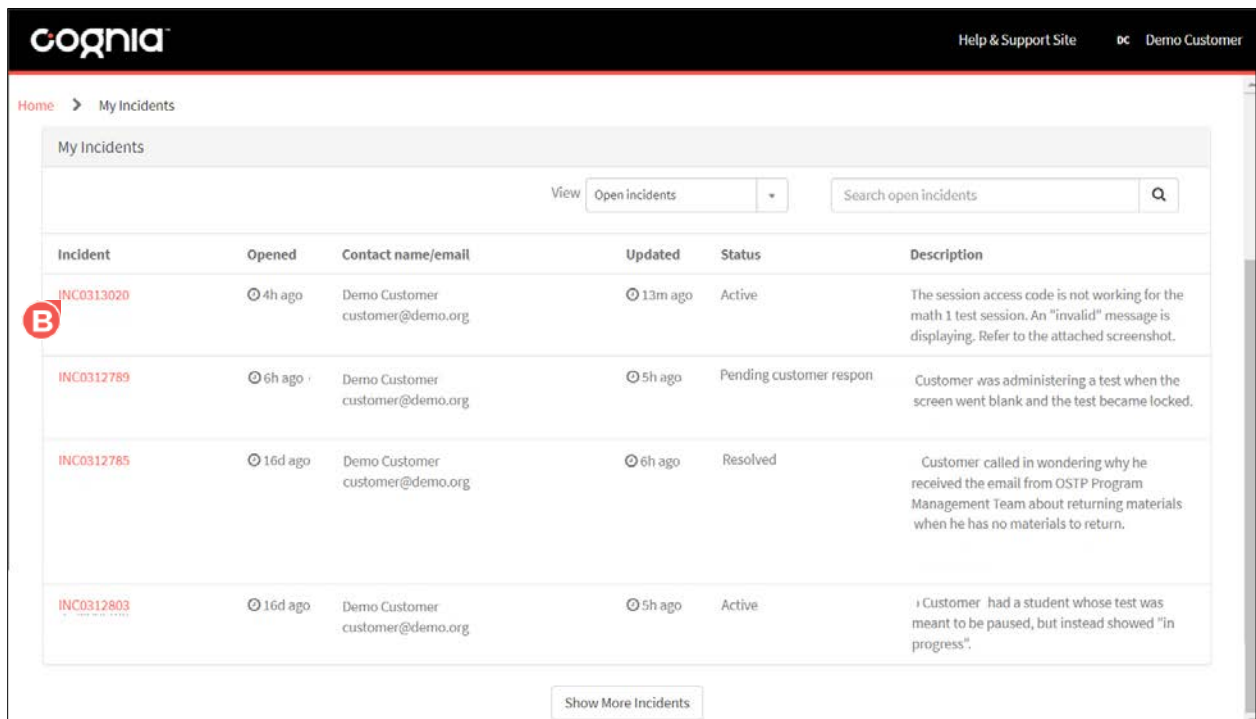 cognia
Help & Support Site DC Demo Customer
Home > My Incidents
My Incidents
View Open incidents Search open incidents
Incident Opened Contact name/email Updated Status Description
INC0313020 4h ago Demo Customer 13m ago Active The session access code is not working for the
customer@demo.org math 1 test session. An "invalid" message is
B
displaying. Refer to the attached screenshot.
INC0312789 6h ago Demo Customer 5h ago Pending customer respon Customer was administering a test when the
customer@demo.org screen went blank and the test became locked.
INC0312785 16d ago Demo Customer 6h ago Resolved Customer called in wondering why he
customer@demo.org received the email from OSTP Program
Management Team about returning materials
when he has no materials to return.
INC0312803 16d ago Demo Customer 5h ago Active Customer had a student whose test was
customer@demo.org meant to be paused, but instead showed "in
progress".
Show More Incidents